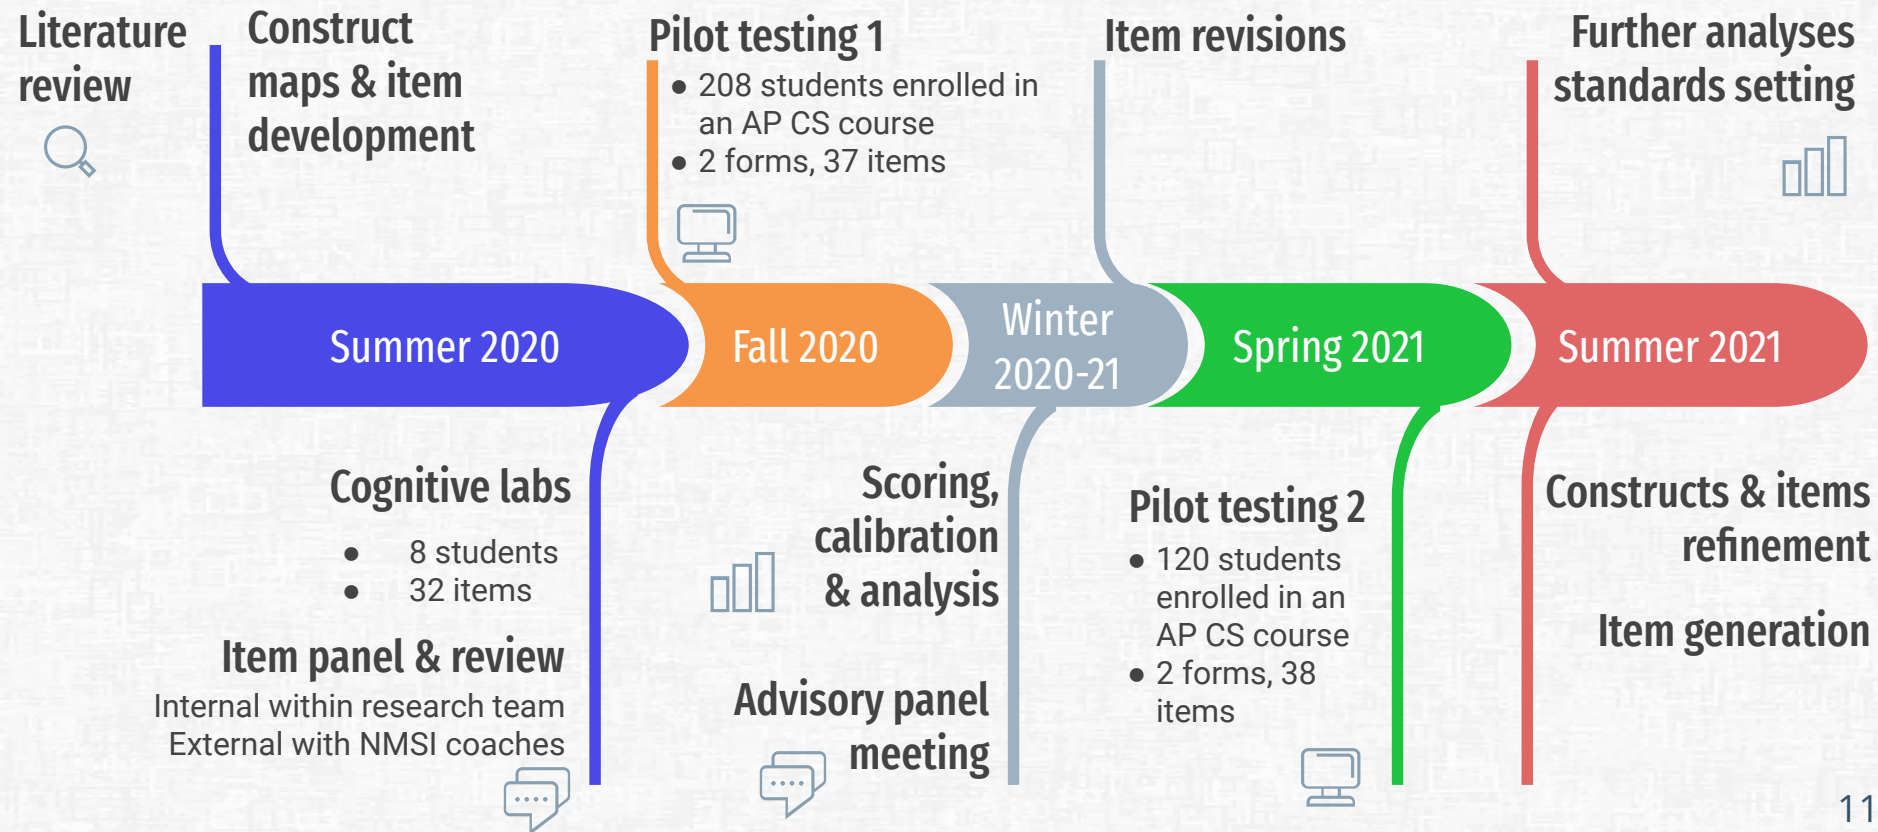 Literature
review
Construct
maps & item
development
Pilot testing 1
● 208 students enrolled in
an AP CS course
● 2 forms, 37 items
Item revisions
Further analyses
standards setting
Summer 2020
Fall 2020
Winter
2020-21
Spring 2021
Summer 2021
Cognitive labs
● 8 students
● 32 items
Item panel & review
Internal within research team
External with NMSI coaches
Scoring,
calibration
& analysis
Advisory panel
meeting
Pilot testing 2
● 120 students
enrolled in an
AP CS course
● 2 forms, 38
items
Constructs & items
refinement
Item generation
11